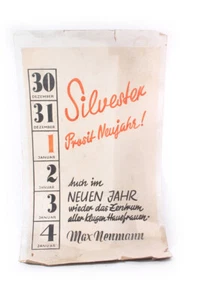 30
DEZEMBER
31
DEZEMBER
1
JANUAR
2
JANUAR
3
JANUAR
4
JANUAR
Silvester
Prosit Neujahr!
Auch im
NEUEN JAHR
wieder das Zentrum
aller klugen Hausfrauen
Max Neumann